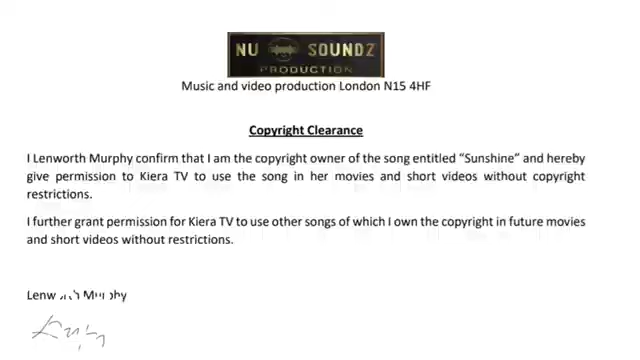 NU SOUNDZ
PRODUCTION
Music and video production London N15 4HF
Copyright Clearance
I Lenworth Murphy confirm that I am the copyright owner of the song entitled “Sunshine” and hereby
give permission to Kiera TV to use the song in her movies and short videos without copyright
restrictions.
I further grant permission for Kiera TV to use other songs of which I own the copyright in future movies
and short videos without restrictions.